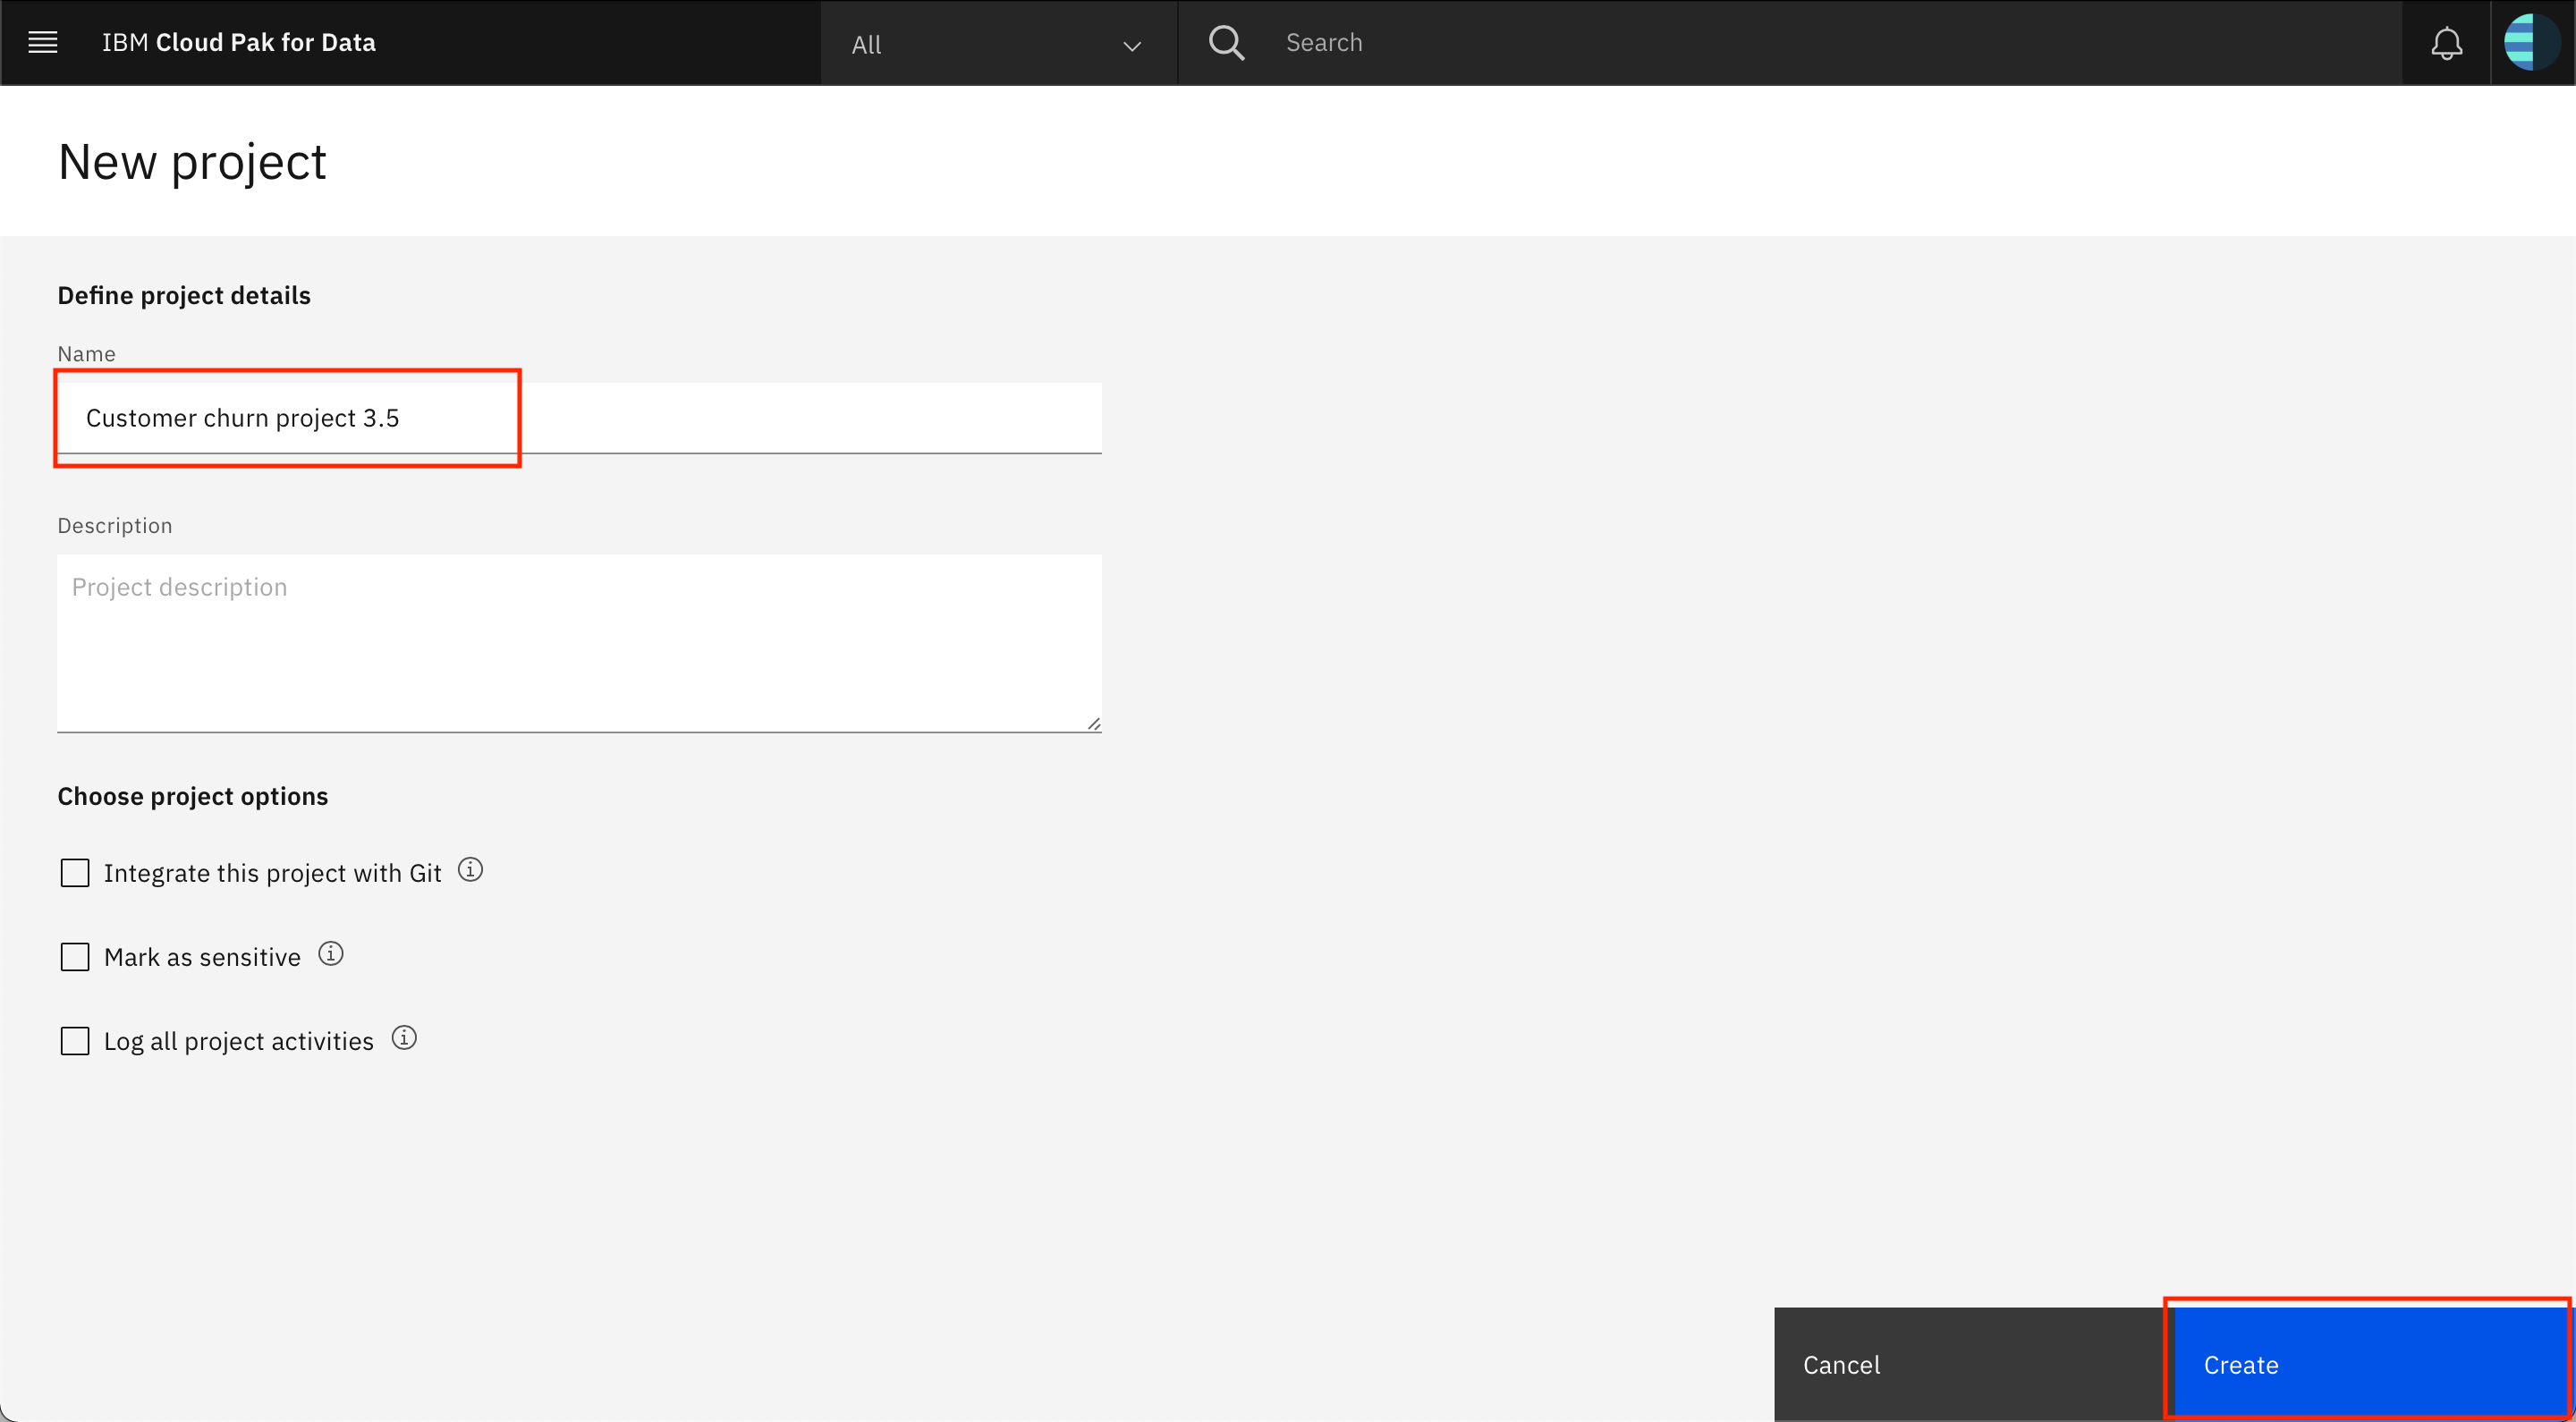 IBM Cloud Pak for Data
All
Search
New project
Define project details
Name
Customer churn project 3.5
Description
Project description
Choose project options
Integrate this project with Git
Mark as sensitive
Log all project activities
Cancel
Create